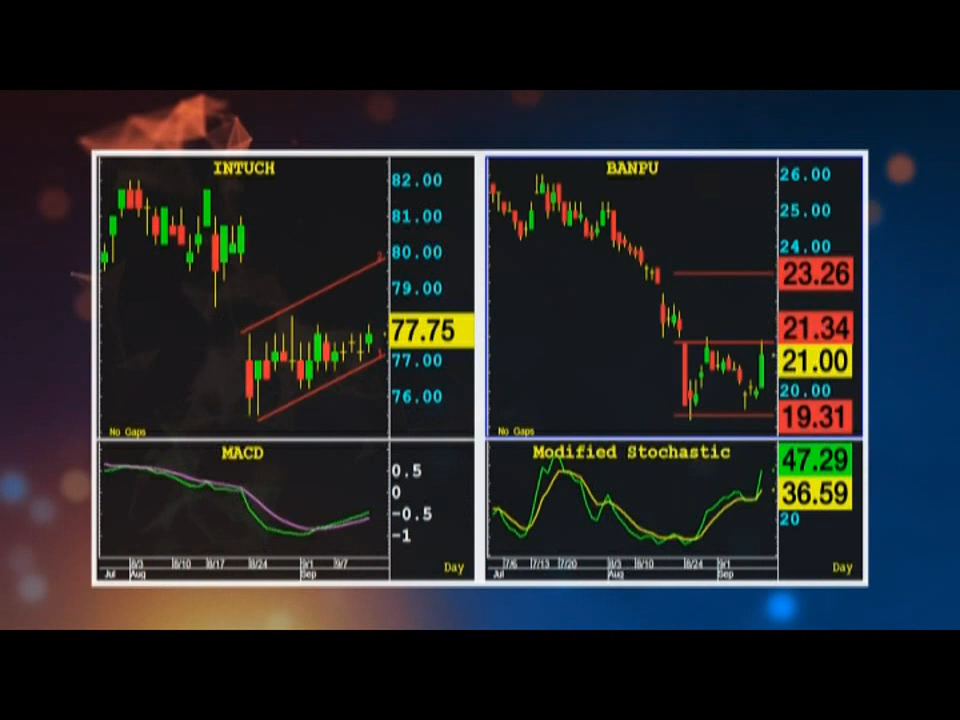 INTUCH
82.00
81.00
80.00
79.00
77.75
77.00
76.00
No Gaps
MACD
0.5
0
-0.5
-1
8/3 8/10 8/17 8/24 9/1 9/7
Jul Aug Sep
Day
BANPU
26.00
25.00
24.00
23.26
21.34
21.00
20.00
19.31
No Gaps
Modified Stochastic
47.29
36.59
20
7/6 7/13 7/20 8/3 8/10 8/24 9/1
Jul Aug Sep
Day